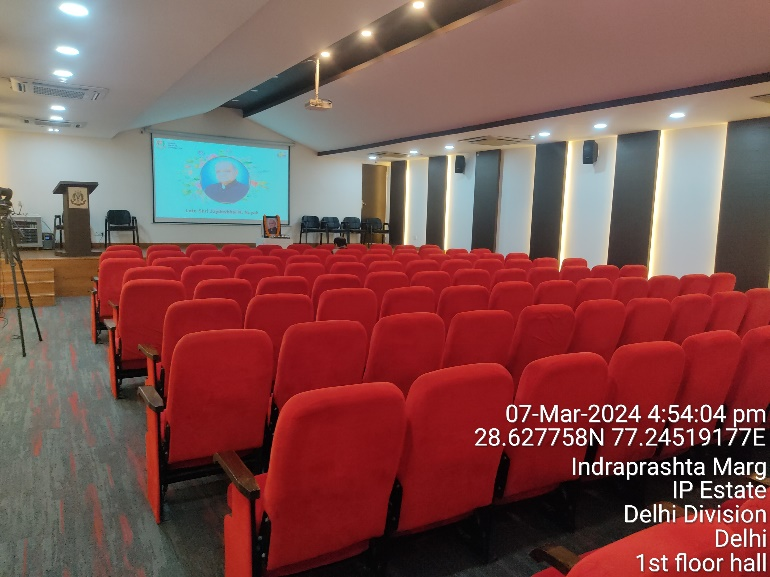 07-Mar-2024 4:54:04 pm
28.627758N 77.24519177E
Indraprashta Marg
IP Estate
Delhi Division
Delhi
1st floor hall